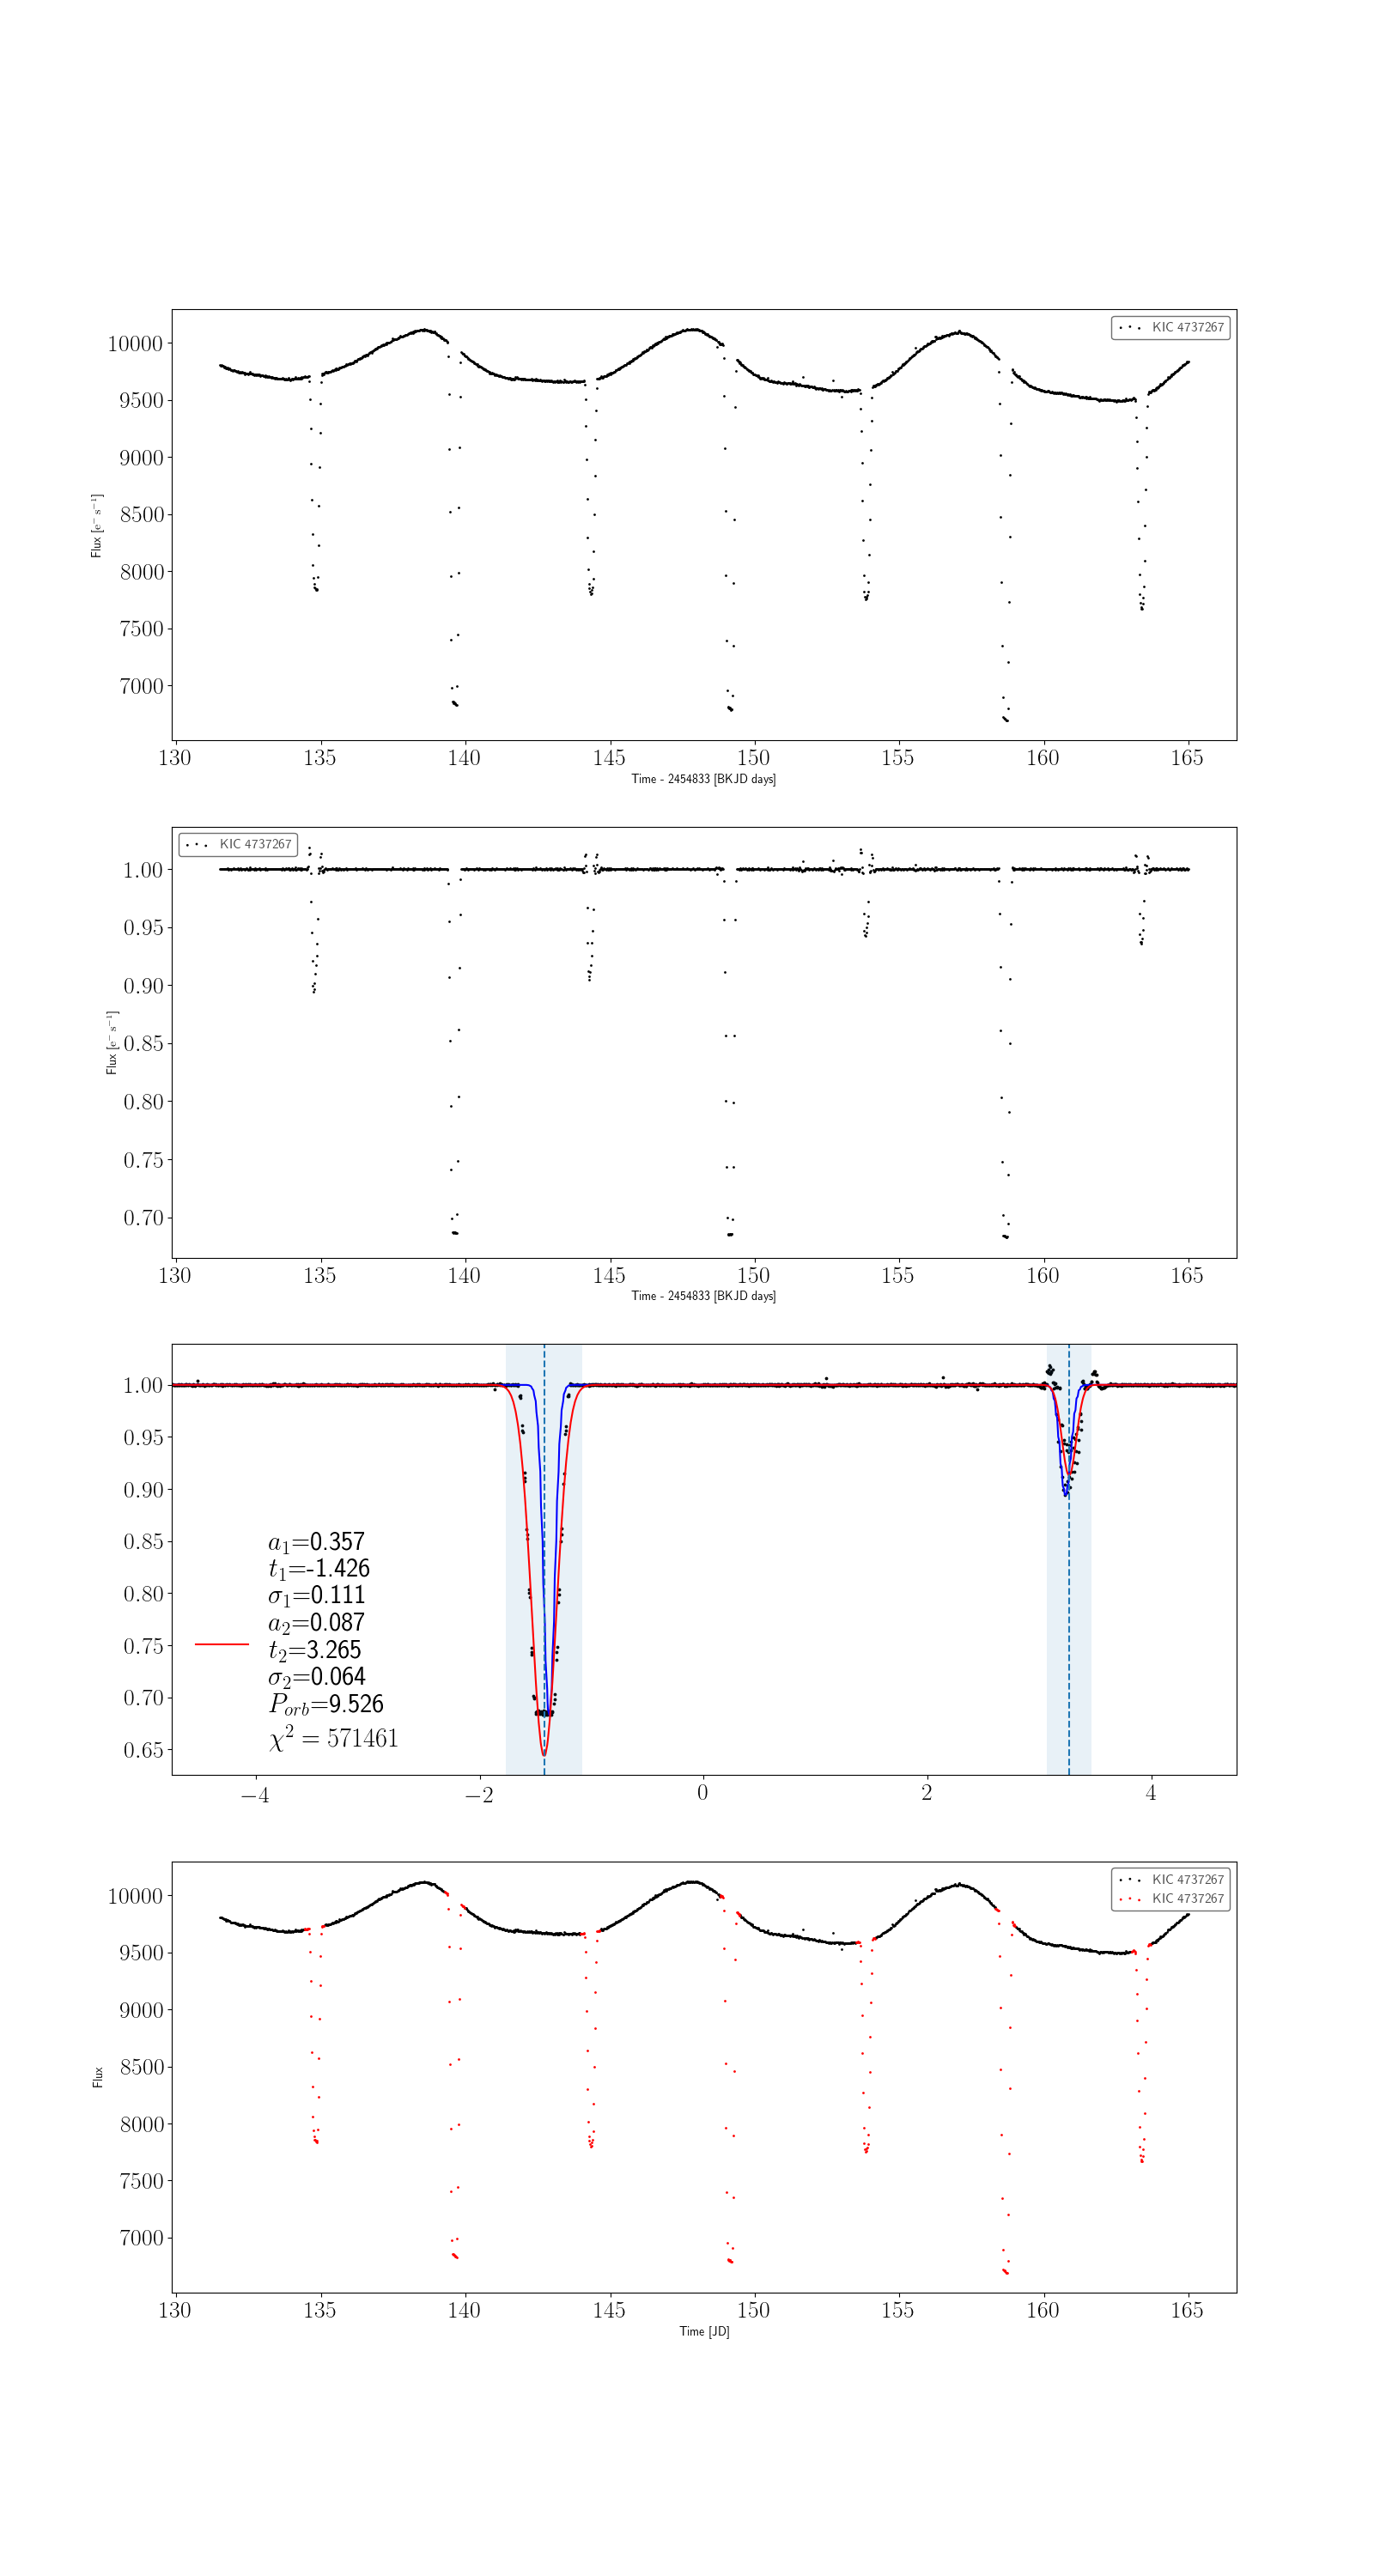 KIC 4737267
10000
9500
9000
8500
8000
7500
7000
Flux [e⁻ s⁻¹]
130 135 140 145 150 155 160 165
Time - 2454833 [BKJD days]
KIC 4737267
1.00
0.95
0.90
0.85
0.80
0.75
0.70
Flux [e⁻ s⁻¹]
130 135 140 145 150 155 160 165
Time - 2454833 [BKJD days]
1.00
0.95
0.90
0.85
0.80
0.75
0.70
0.65
a₁=0.357
t₁=-1.426
σ₁=0.111
a₂=0.087
t₂=3.265
σ₂=0.064
Pₒᵣb=9.526
χ² = 571461
−4 −2 0 2 4
KIC 4737267
KIC 4737267
10000
9500
9000
8500
8000
7500
7000
Flux
130 135 140 145 150 155 160 165
Time [JD]